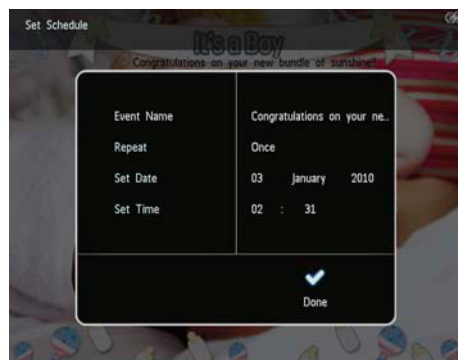 Set Schedule
It's a Boy
Congratulations on your new bundle of sunshine!!
Event Name Congratulations on your ne..
Repeat Once
Set Date 03 January 2010
Set Time 02 : 31
Done